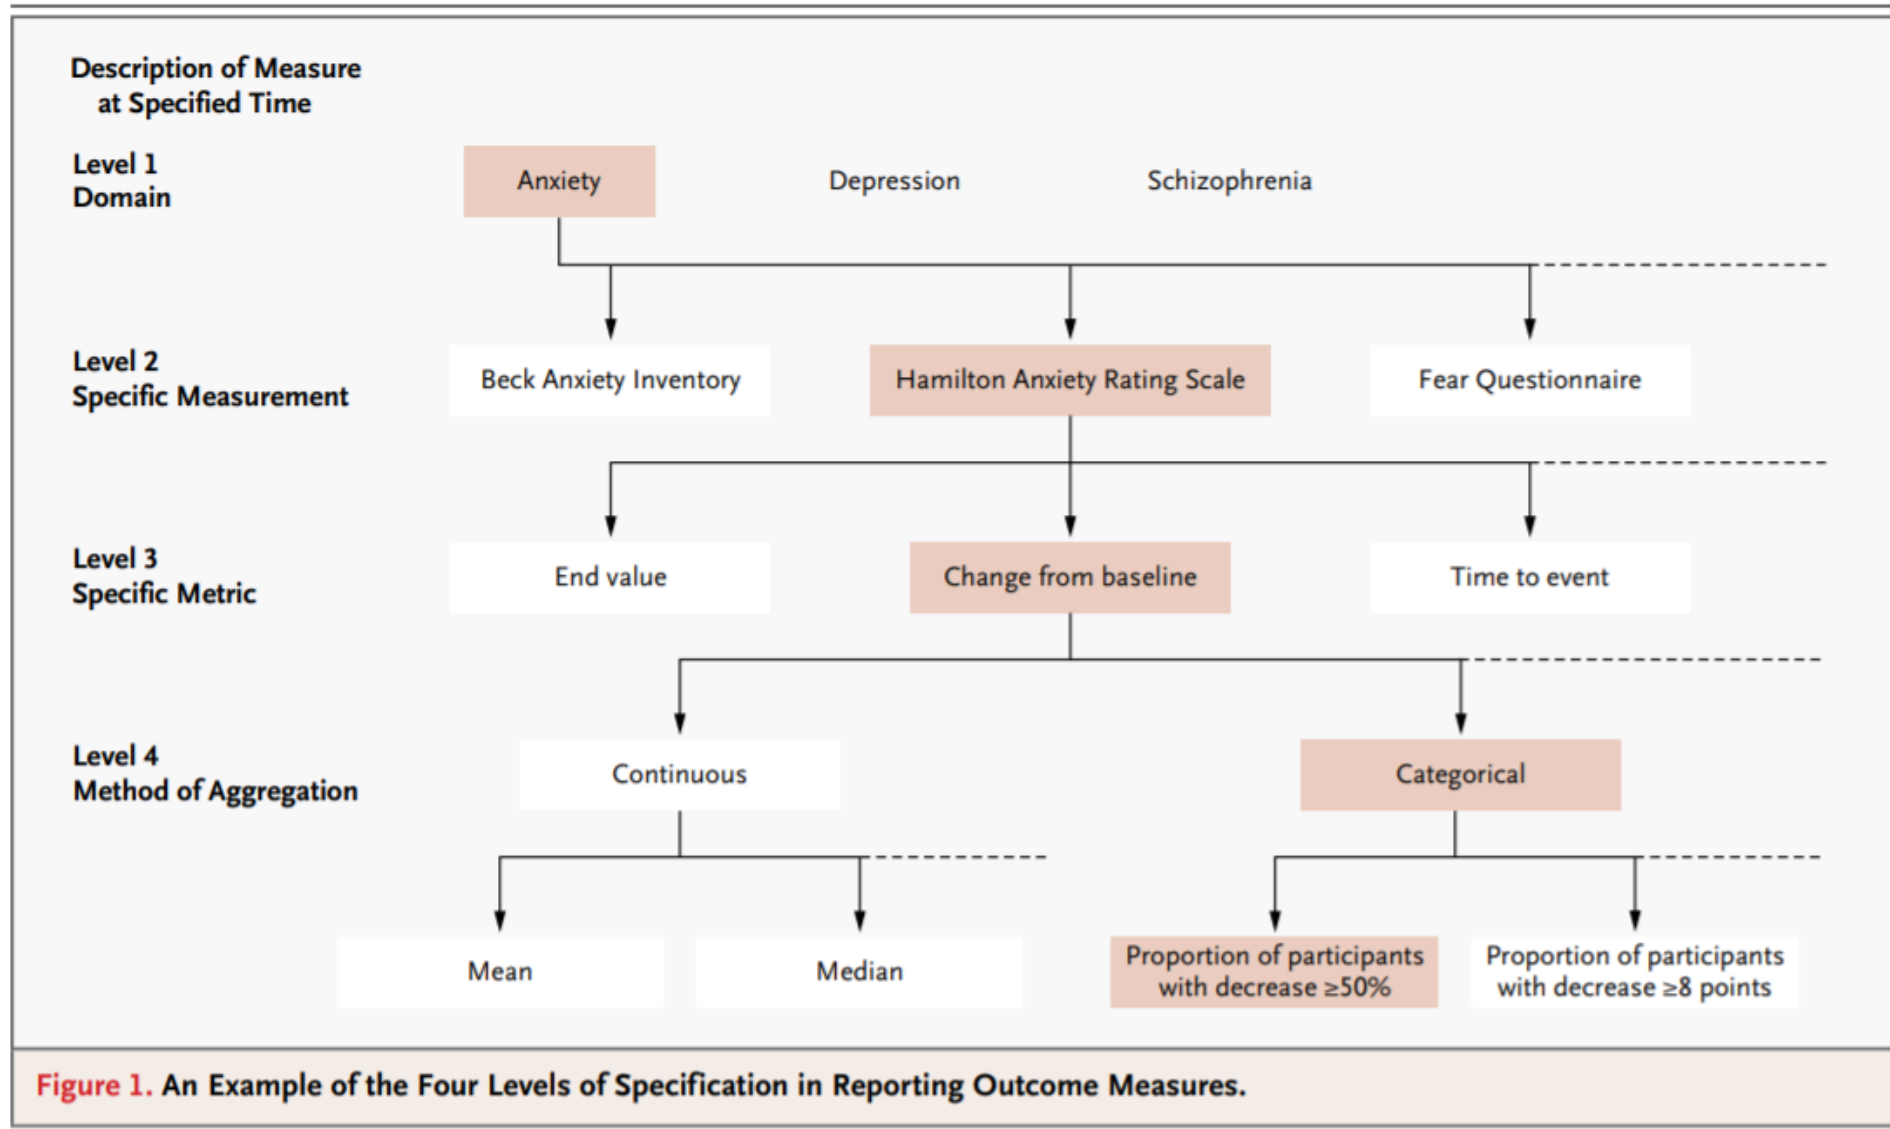 Description of Measure
at Specified Time
Level 1
Domain
Anxiety
Depression
Schizophrenia
Level 2
Specific Measurement
Beck Anxiety Inventory
Hamilton Anxiety Rating Scale
Fear Questionnaire
Level 3
Specific Metric
End value
Change from baseline
Time to event
Level 4
Method of Aggregation
Continuous
Categorical
Mean
Median
Proportion of participants
with decrease ≥50%
Proportion of participants
with decrease ≥8 points
Figure 1. An Example of the Four Levels of Specification in Reporting Outcome Measures.